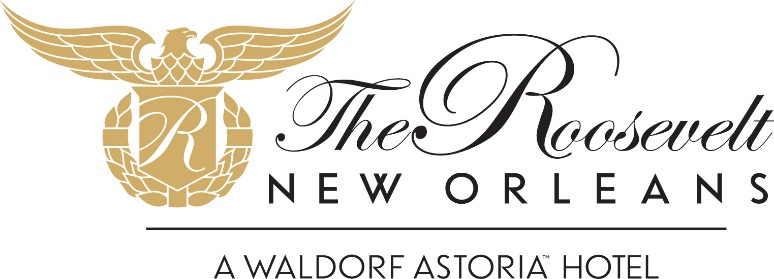 R
The Roosevelt
NEW ORLEANS
A WALDORF ASTORIA™ HOTEL